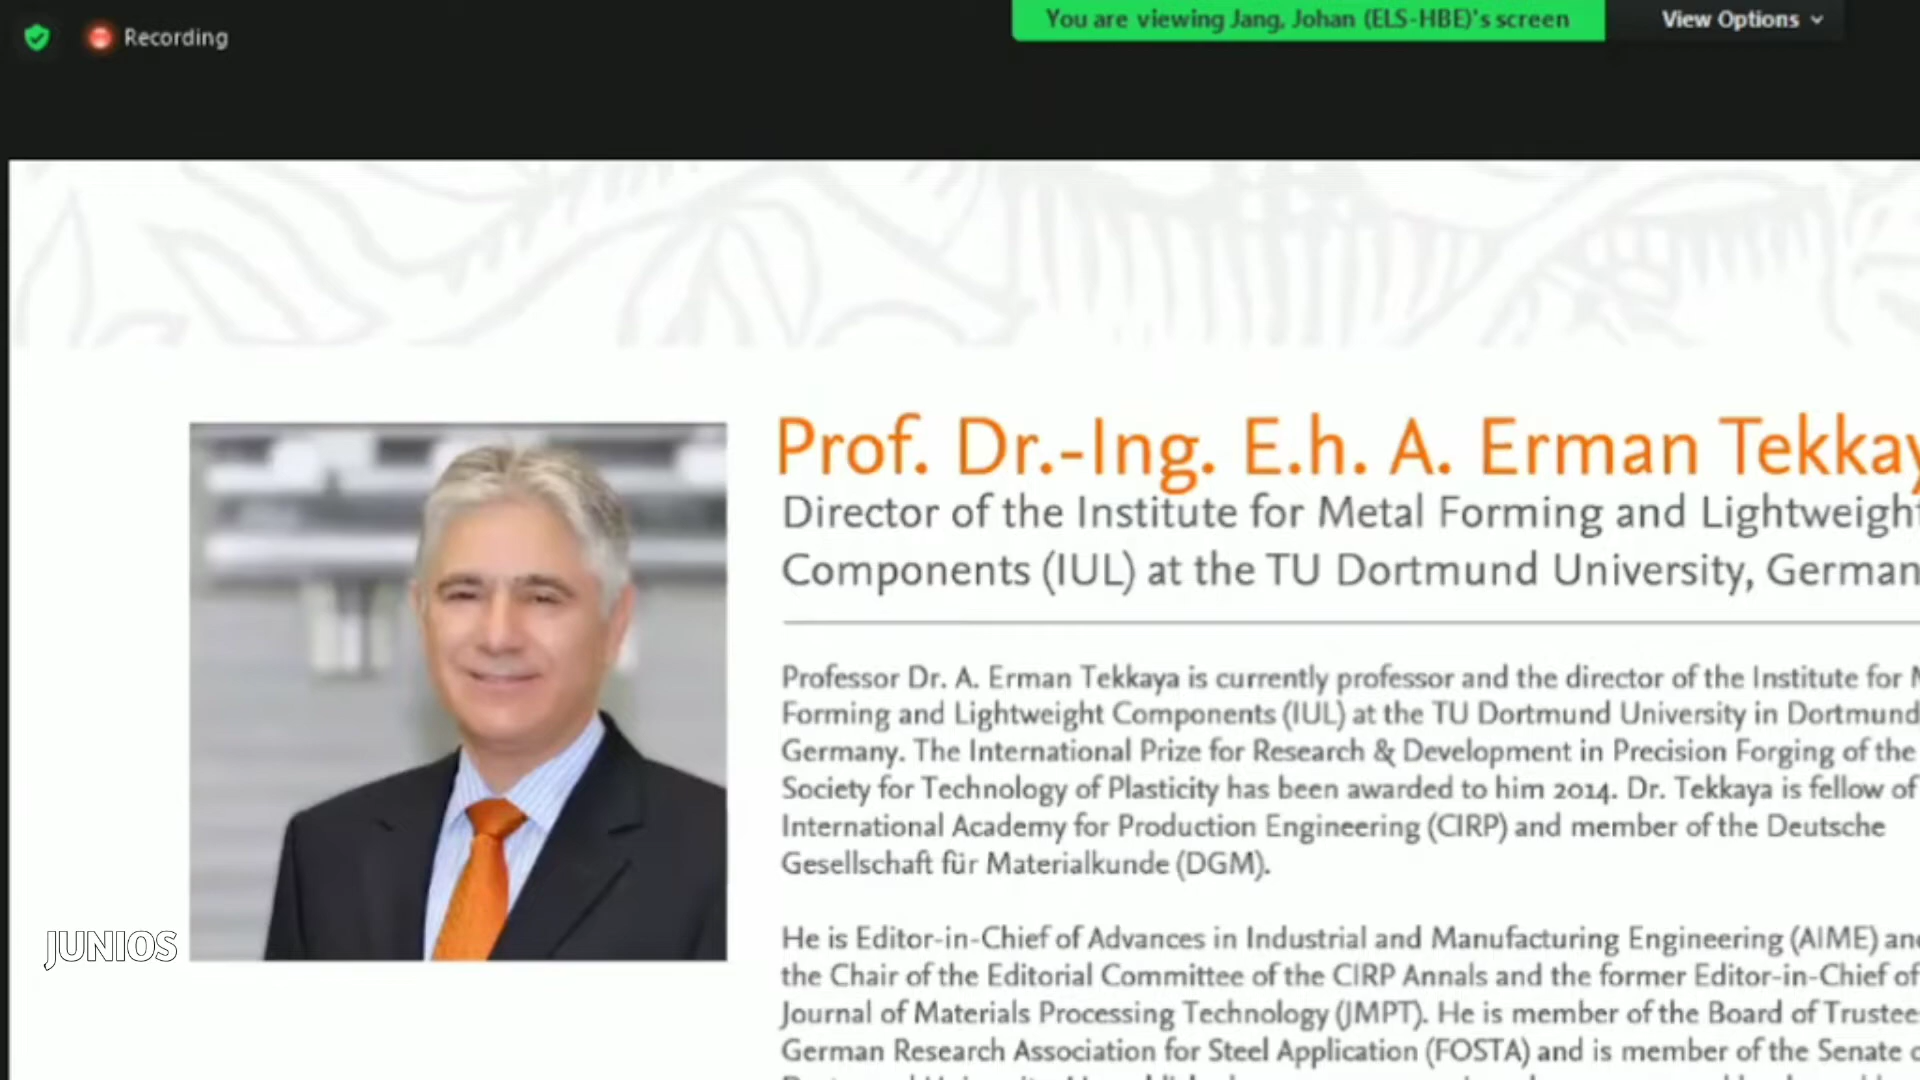 Recording
You are viewing Jang, Johan (ELS-HBE)'s screen
View Options
Prof. Dr.-Ing. E.h. A. Erman Tekkay
Director of the Institute for Metal Forming and Lightweight
Components (IUL) at the TU Dortmund University, German
Professor Dr. A. Erman Tekkaya is currently professor and the director of the Institute for M
Forming and Lightweight Components (IUL) at the TU Dortmund University in Dortmund
Germany. The International Prize for Research & Development in Precision Forging of the
Society for Technology of Plasticity has been awarded to him 2014. Dr. Tekkaya is fellow of
International Academy for Production Engineering (CIRP) and member of the Deutsche
Gesellschaft für Materialkunde (DGM).
He is Editor-in-Chief of Advances in Industrial and Manufacturing Engineering (AIME) and
the Chair of the Editorial Committee of the CIRP Annals and the former Editor-in-Chief of
Journal of Materials Processing Technology (JMPT). He is member of the Board of Trustee
German Research Association for Steel Application (FOSTA) and is member of the Senate o
JUNIOS